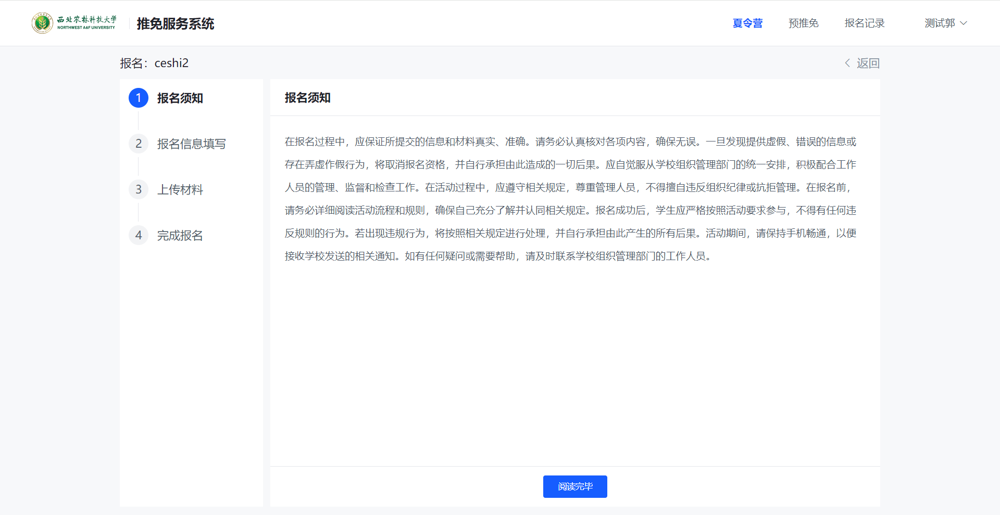 西北农林科技大学
NORTHWEST A&F UNIVERSITY
推免服务系统
夏令营
预推免
报名记录
测试郭
报名：ceshi2
返回
1 报名须知
2 报名信息填写
3 上传材料
4 完成报名
报名须知
在报名过程中，应保证所提交的信息和材料真实、准确。请务必认真核对各项内容，确保无误。一旦发现提供虚假、错误的信息或
存在弄虚作假行为，将取消报名资格，并自行承担由此造成的一切后果。应自觉服从学校组织管理部门的统一安排，积极配合工作
人员的管理、监督和检查工作。在活动过程中，应遵守相关规定，尊重管理人员，不得擅自违反组织纪律或抗拒管理。在报名前，
请务必详细阅读活动流程和规则，确保自己充分了解并认同相关规定。报名成功后，学生应严格按照活动要求参与，不得有任何违
反规则的行为。若出现违规行为，将按照相关规定进行处理，并自行承担由此产生的所有后果。活动期间，请保持手机畅通，以便
接收学校发送的相关通知。如有任何疑问或需要帮助，请及时联系学校组织管理部门的工作人员。
阅读完毕